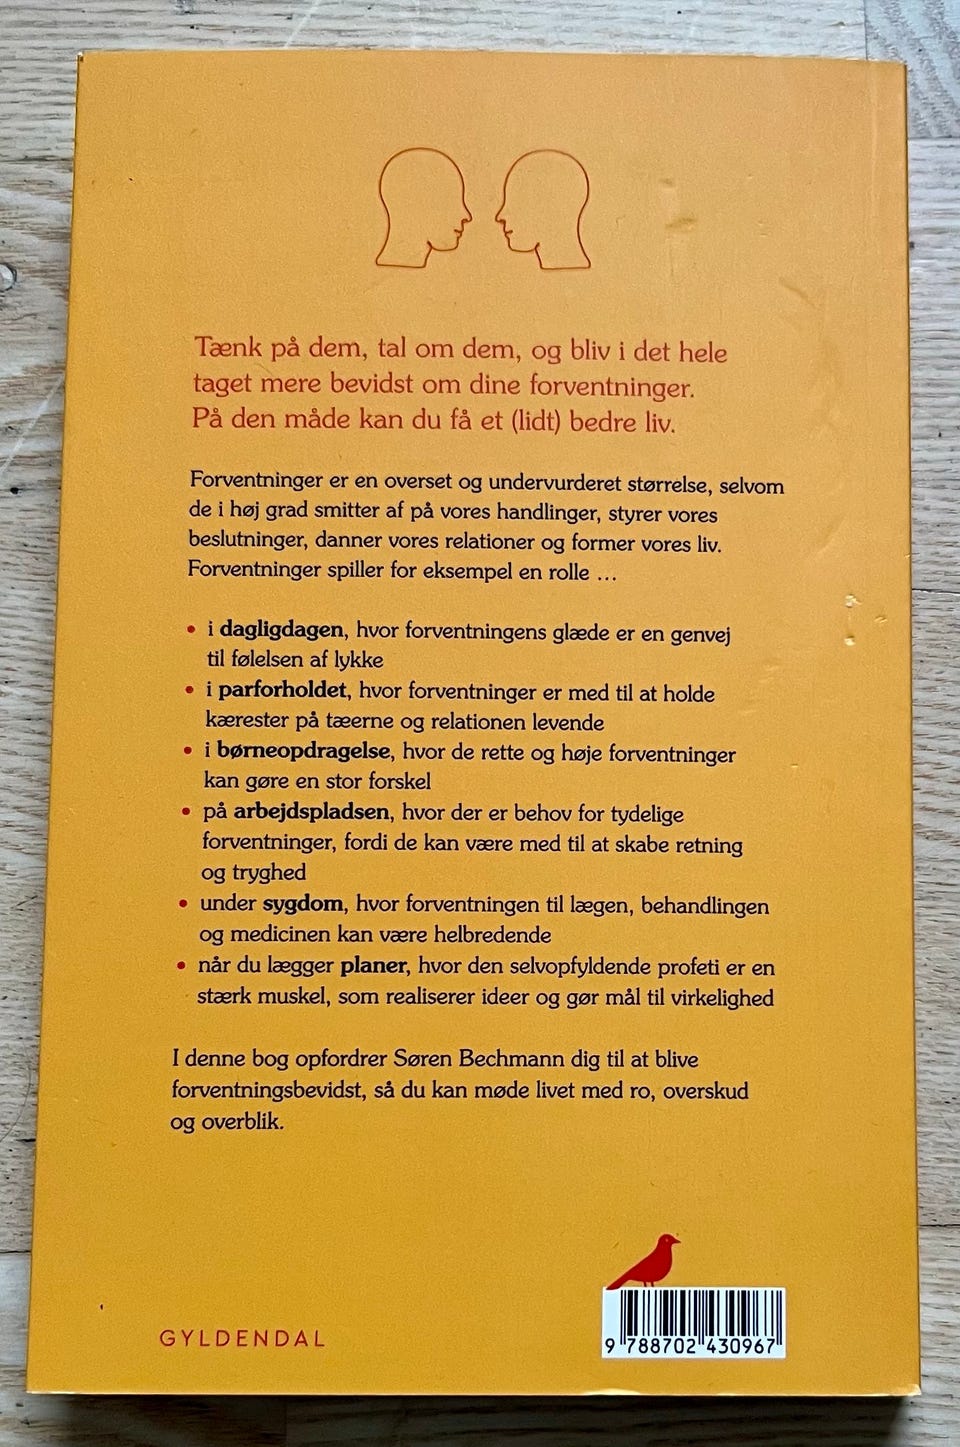 Tænk på dem, tal om dem, og bliv i det hele
taget mere bevidst om dine forventninger.
På den måde kan du få et (lidt) bedre liv.
Forventninger er en overset og undervurderet størrelse, selvom
de i høj grad smitter af på vores handlinger, styrer vores
beslutninger, danner vores relationer og former vores liv.
Forventninger spiller for eksempel en rolle …
• i dagligdagen, hvor forventningens glæde er en genvej
til følelsen af lykke
• i parforholdet, hvor forventninger er med til at holde
kærester på tæerne og relationen levende
• i børneopdragelse, hvor de rette og høje forventninger
kan gøre en stor forskel
• på arbejdspladsen, hvor der er behov for tydelige
forventninger, fordi de kan være med til at skabe retning
og tryghed
• under sygdom, hvor forventningen til lægen, behandlingen
og medicinen kan være helbredende
• når du lægger planer, hvor den selvopfyldende profeti er en
stærk muskel, som realiserer ideer og gør mål til virkelighed
I denne bog opfordrer Søren Bechmann dig til at blive
forventningsbevidst, så du kan møde livet med ro, overskud
og overblik.
GYLDENDAL
9 788702 430967